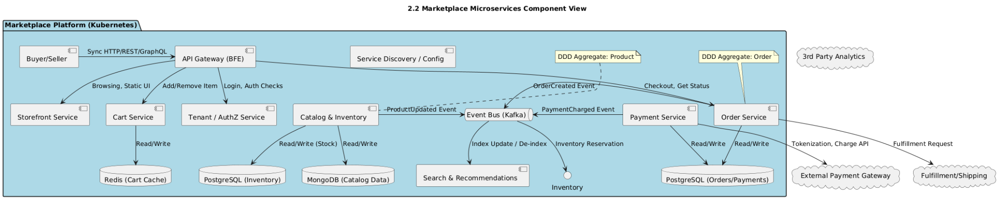 2.2 Marketplace Microservices Component View
Marketplace Platform (Kubernetes)
Buyer/Seller
Sync HTTP/REST/GraphQL
API Gateway (BFE)
Service Discovery / Config
DDD Aggregate: Product
DDD Aggregate: Order
3rd Party Analytics
Browsing, Static UI
Add/Remove Item
Login, Auth Checks
OrderCreated Event
Checkout, Get Status
Storefront Service
Cart Service
Tenant / AuthZ Service
Catalog & Inventory
ProductUpdated Event
Event Bus (Kafka)
PaymentCharged Event
Payment Service
Order Service
Read/Write
Read/Write (Stock)
Read/Write
Index Update / De-index
Inventory Reservation
Read/Write
Read/Write
Tokenization, Charge API
Fulfillment Request
Redis (Cart Cache)
PostgreSQL (Inventory)
MongoDB (Catalog Data)
Search & Recommendations
Inventory
PostgreSQL (Orders/Payments)
External Payment Gateway
Fulfillment/Shipping